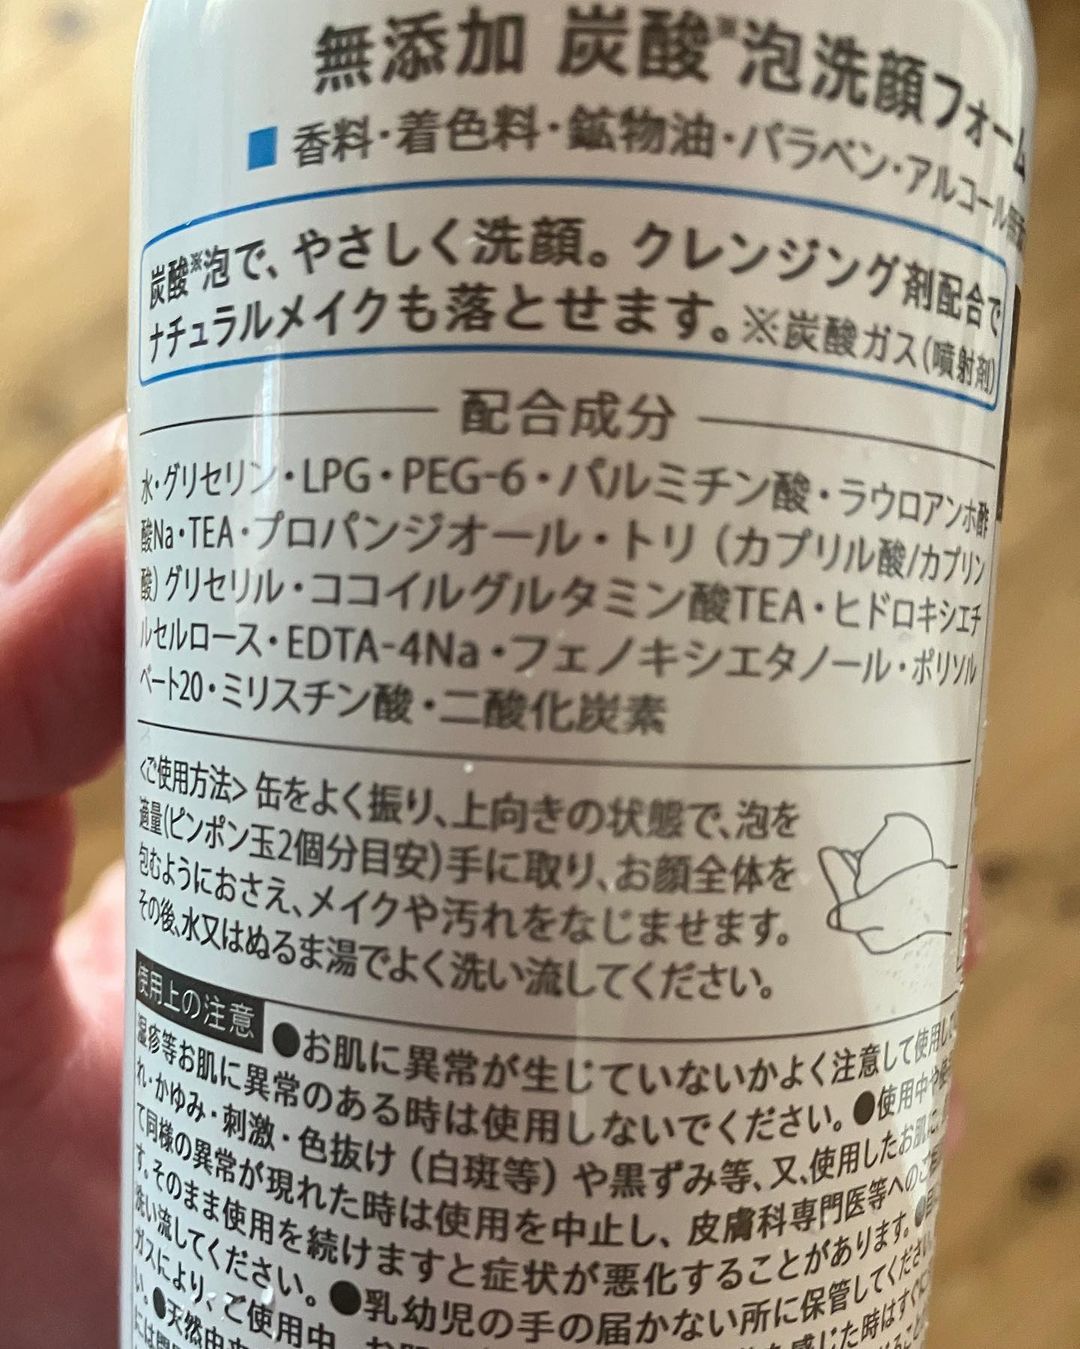 無添加 炭酸※泡洗顔フォーム
■ 香料・着色料・鉱物油・パラベン・アルコール
炭酸※泡で、やさしく洗顔。クレンジング剤配合で
ナチュラルメイクも落とせます。※炭酸ガス(噴射剤)
配合成分
水・グリセリン・LPG・PEG-6・パルミチン酸・ラウロアンホ酢
酸Na・TEA・プロパンジオール・トリ（カプリル酸/カプリン
酸）グリセリル・ココイルグルタミン酸TEA・ヒドロキシエチ
ルセルロース・EDTA-4Na・フェノキシエタノール・ポリソル
ベート20・ミリスチン酸・二酸化炭素
〈ご使用方法〉缶をよく振り、上向きの状態で、泡を
適量(ピンポン玉2個分目安)手に取り、お顔全体を
包むようにおさえ、メイクや汚れをなじませます。
その後、水又はぬるま湯でよく洗い流してください。
使用上の注意 ●お肌に異常が生じていないかよく注意して使用し
湿疹等お肌に異常のある時は使用しないでください。●使用中や
れ・かゆみ・刺激・色抜け（白斑等）や黒ずみ等、又、使用したお肌に
て同様の異常が現れた時は使用を中止し、皮膚科専門医等へのご
す。そのまま使用を続けますと症状が悪化することがあります。●
洗い流してください。●乳幼児の手の届かない所に保管してください。
ガスにより、ご使用中、お を感じた時はすぐに
い。●天然由来